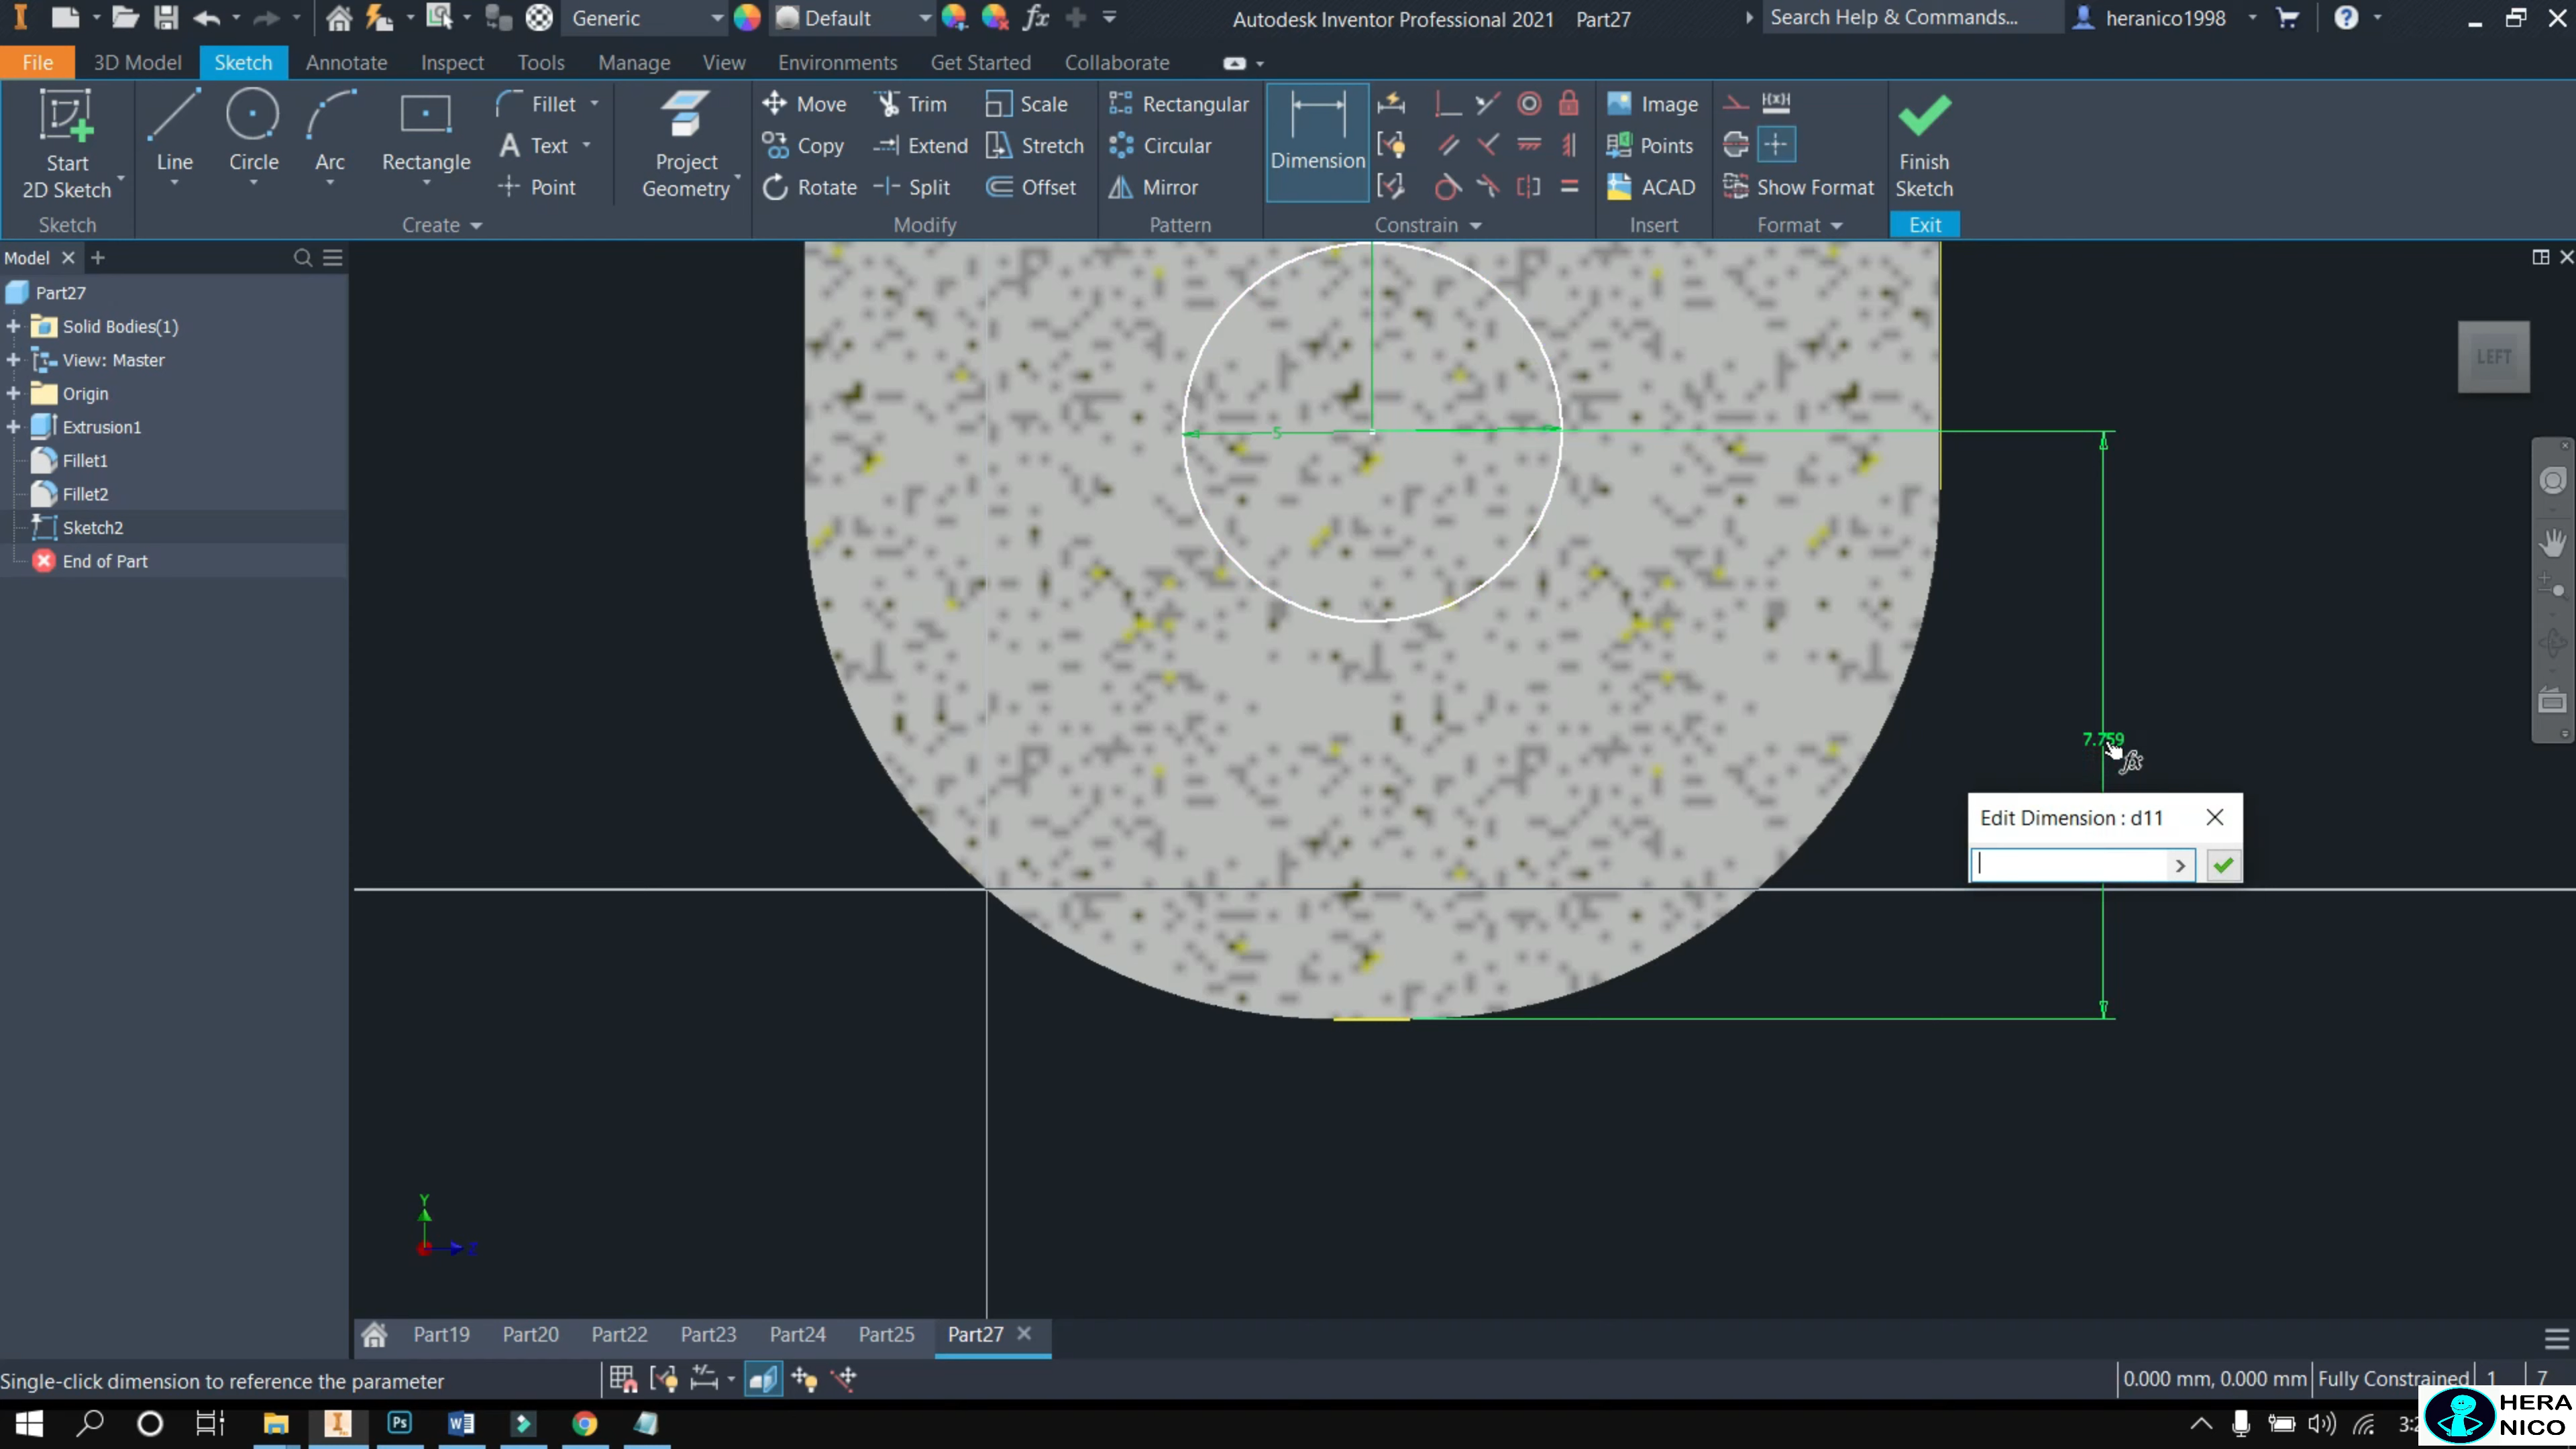 Generic
Default
Autodesk Inventor Professional 2021 Part27
Search Help & Commands...
heranico1998
File 3D Model Sketch Annotate Inspect Tools Manage View Environments Get Started Collaborate
Start
2D Sketch
Line
Circle
Arc
Rectangle
Fillet
Text
Point
Project
Geometry
Move
Copy
Rotate
Trim
Extend
Split
Scale
Stretch
Offset
Rectangular
Circular
Mirror
Dimension
Image
Points
ACAD
Show Format
Finish
Sketch
Sketch Create Modify Pattern Constrain Insert Format Exit
Model
Part27
Solid Bodies(1)
View: Master
Origin
Extrusion1
Fillet1
Fillet2
Sketch2
End of Part
LEFT
5
7.759
Edit Dimension : d11
Y
Z
Part19 Part20 Part22 Part23 Part24 Part25 Part27
Single-click dimension to reference the parameter
0.000 mm, 0.000 mm Fully Constrained 1 7
HERA
NICO